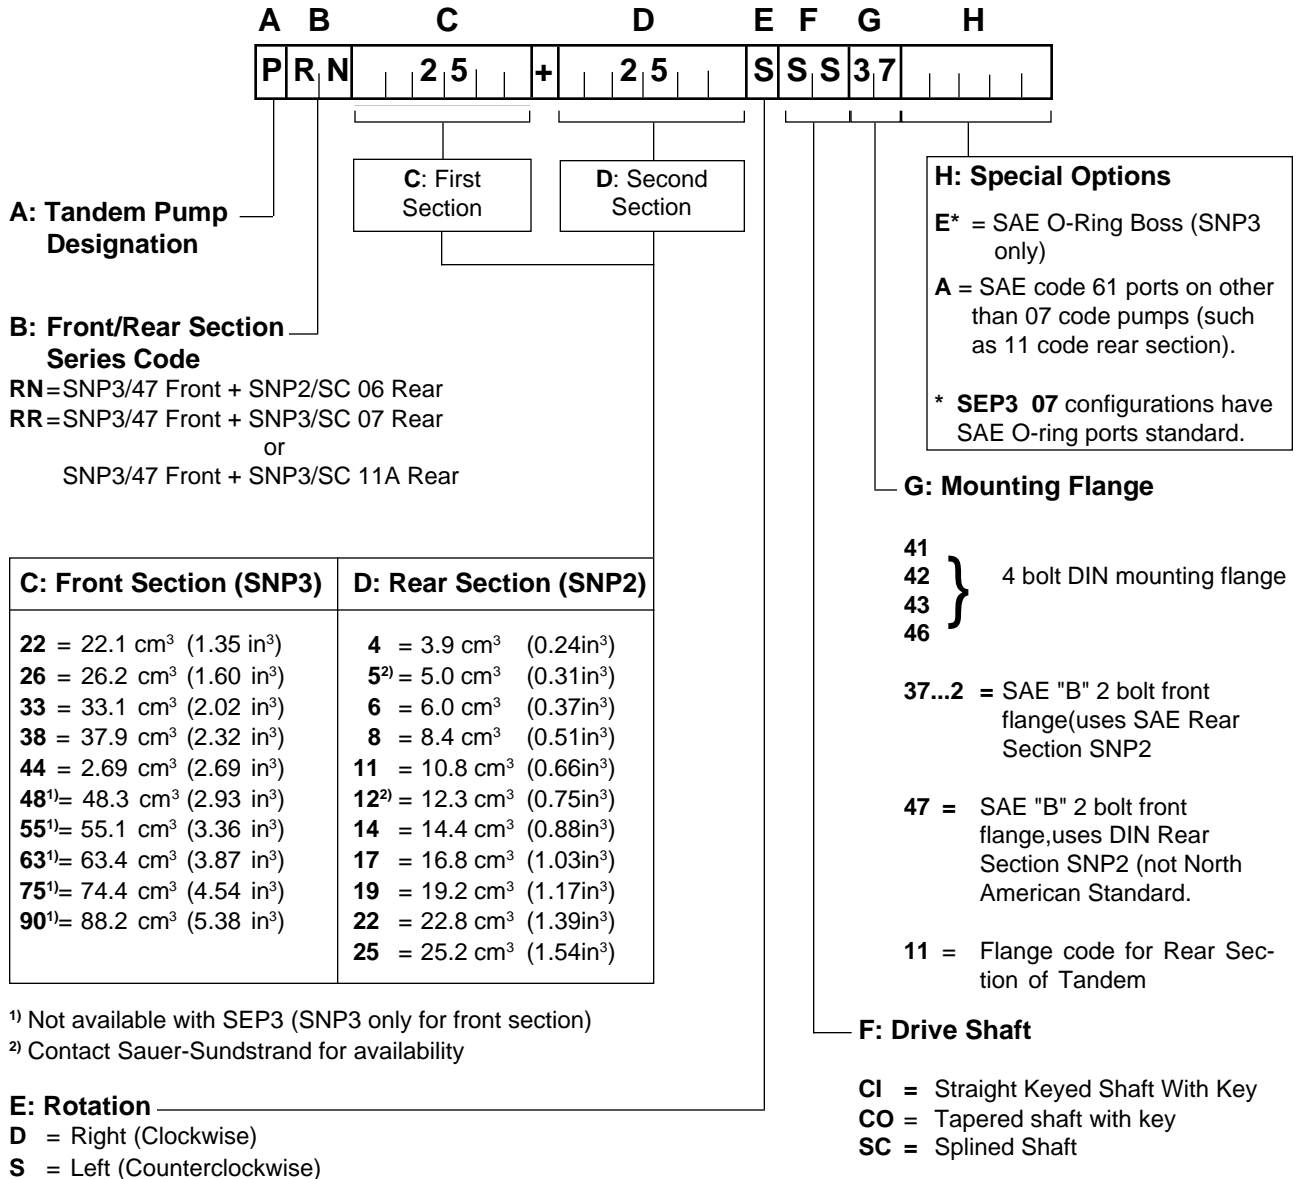 A B C D E F G H
P R N 2 5 + 2 5 S S S 3 7
C: First
Section
D: Second
Section
A: Tandem Pump
Designation
B: Front/Rear Section
Series Code
RN=SNP3/47 Front + SNP2/SC 06 Rear
RR=SNP3/47 Front + SNP3/SC 07 Rear
or
SNP3/47 Front + SNP3/SC 11A Rear
H: Special Options
E* = SAE O-Ring Boss (SNP3
only)
A = SAE code 61 ports on other
than 07 code pumps (such
as 11 code rear section).
* SEP3 07 configurations have
SAE O-ring ports standard.
G: Mounting Flange
41
42
43
46
} 4 bolt DIN mounting flange
37...2 = SAE "B" 2 bolt front
flange(uses SAE Rear
Section SNP2
47 = SAE "B" 2 bolt front
flange,uses DIN Rear
Section SNP2 (not North
American Standard.
11 = Flange code for Rear Sec-
tion of Tandem
C: Front Section (SNP3)
22 = 22.1 cm³ (1.35 in³)
26 = 26.2 cm³ (1.60 in³)
33 = 33.1 cm³ (2.02 in³)
38 = 37.9 cm³ (2.32 in³)
44 = 2.69 cm³ (2.69 in³)
48¹⁾= 48.3 cm³ (2.93 in³)
55¹⁾= 55.1 cm³ (3.36 in³)
63¹⁾= 63.4 cm³ (3.87 in³)
75¹⁾= 74.4 cm³ (4.54 in³)
90¹⁾= 88.2 cm³ (5.38 in³)
D: Rear Section (SNP2)
4 = 3.9 cm³ (0.24in³)
5²⁾ = 5.0 cm³ (0.31in³)
6 = 6.0 cm³ (0.37in³)
8 = 8.4 cm³ (0.51in³)
11 = 10.8 cm³ (0.66in³)
12²⁾ = 12.3 cm³ (0.75in³)
14 = 14.4 cm³ (0.88in³)
17 = 16.8 cm³ (1.03in³)
19 = 19.2 cm³ (1.17in³)
22 = 22.8 cm³ (1.39in³)
25 = 25.2 cm³ (1.54in³)
¹⁾ Not available with SEP3 (SNP3 only for front section)
²⁾ Contact Sauer-Sundstrand for availability
E: Rotation
D = Right (Clockwise)
S = Left (Counterclockwise)
F: Drive Shaft
CI = Straight Keyed Shaft With Key
CO = Tapered shaft with key
SC = Splined Shaft